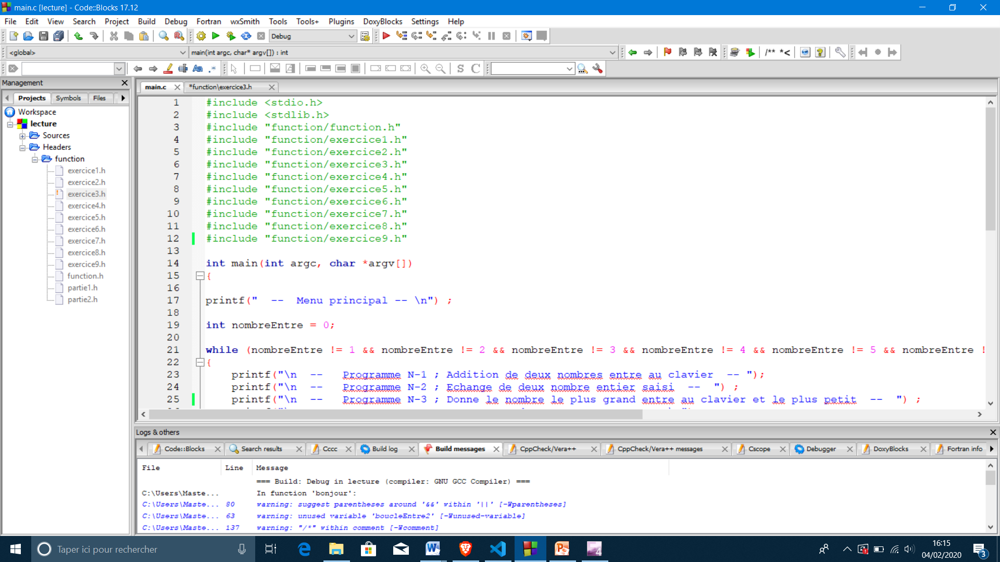 main.c [lecture] - Code::Blocks 17.12
File Edit View Search Project Build Debug Fortran wxSmith Tools Tools+ Plugins DoxyBlocks Settings Help
Debug
<global> main(int argc, char* argv[]) : int /** *<
Aa .* S C
Management
main.c *function\exercice3.h
Projects Symbols Files
Workspace
lecture
Sources
Headers
function
exercice1.h
exercice2.h
exercice3.h
exercice4.h
exercice5.h
exercice6.h
exercice7.h
exercice8.h
exercice9.h
function.h
partie1.h
partie2.h
1 #include <stdio.h>
2 #include <stdlib.h>
3 #include "function/function.h"
4 #include "function/exercice1.h"
5 #include "function/exercice2.h"
6 #include "function/exercice3.h"
7 #include "function/exercice4.h"
8 #include "function/exercice5.h"
9 #include "function/exercice6.h"
10 #include "function/exercice7.h"
11 #include "function/exercice8.h"
12 #include "function/exercice9.h"
13
14 int main(int argc, char *argv[])
15 {
16
17 printf("  --  Menu principal -- \n") ;
18
19 int nombreEntre = 0;
20
21 while (nombreEntre != 1 && nombreEntre != 2 && nombreEntre != 3 && nombreEntre != 4 && nombreEntre != 5 && nombreEntre !
22 {
23 printf("\n  --   Programme N-1 ; Addition de deux nombres entre au clavier  -- ");
24 printf("\n  --   Programme N-2 ; Echange de deux nombre entier saisi  --  ") ;
25 printf("\n  --   Programme N-3 ; Donne le nombre le plus grand entre au clavier et le plus petit  --  ") ;
Logs & others
Code::Blocks Search results Cccc Build log Build messages CppCheck/Vera++ CppCheck/Vera++ messages Cscope Debugger DoxyBlocks Fortran info
File Line Message
=== Build: Debug in lecture (compiler: GNU GCC Compiler) ===
C:\Users\Maste... In function 'bonjour':
C:\Users\Maste... 80 warning: suggest parentheses around '&&' within '||' [-Wparentheses]
C:\Users\Maste... 63 warning: unused variable 'boucleEntre2' [-Wunused-variable]
C:\Users\Maste... 137 warning: "/*" within comment [-Wcomment]
Taper ici pour rechercher
16:15
04/02/2020
3